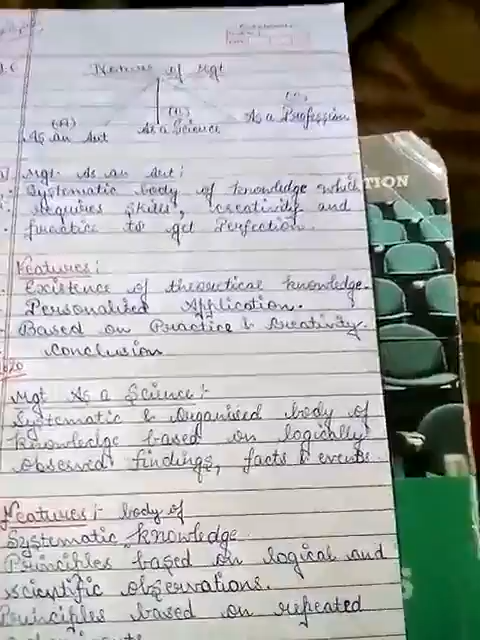 Nature of Mgt
(A) (B) (C)
As an Art As a Science As a Profession
Mgt. As an Art:
Systematic body of knowledge which
requires skills, creativity and
practice to get Perfection.
Features:
Existence of theoretical knowledge.
Personalized Application.
Based on Practice & creativity.
Conclusion
Mgt As a Science:-
Systematic & Organised body of
knowledge based on logically
observed findings, facts & events.
Features:- body of
Systematic knowledge
Principles based on logical and
scientific observations.
Principles based on repeated
TION
S